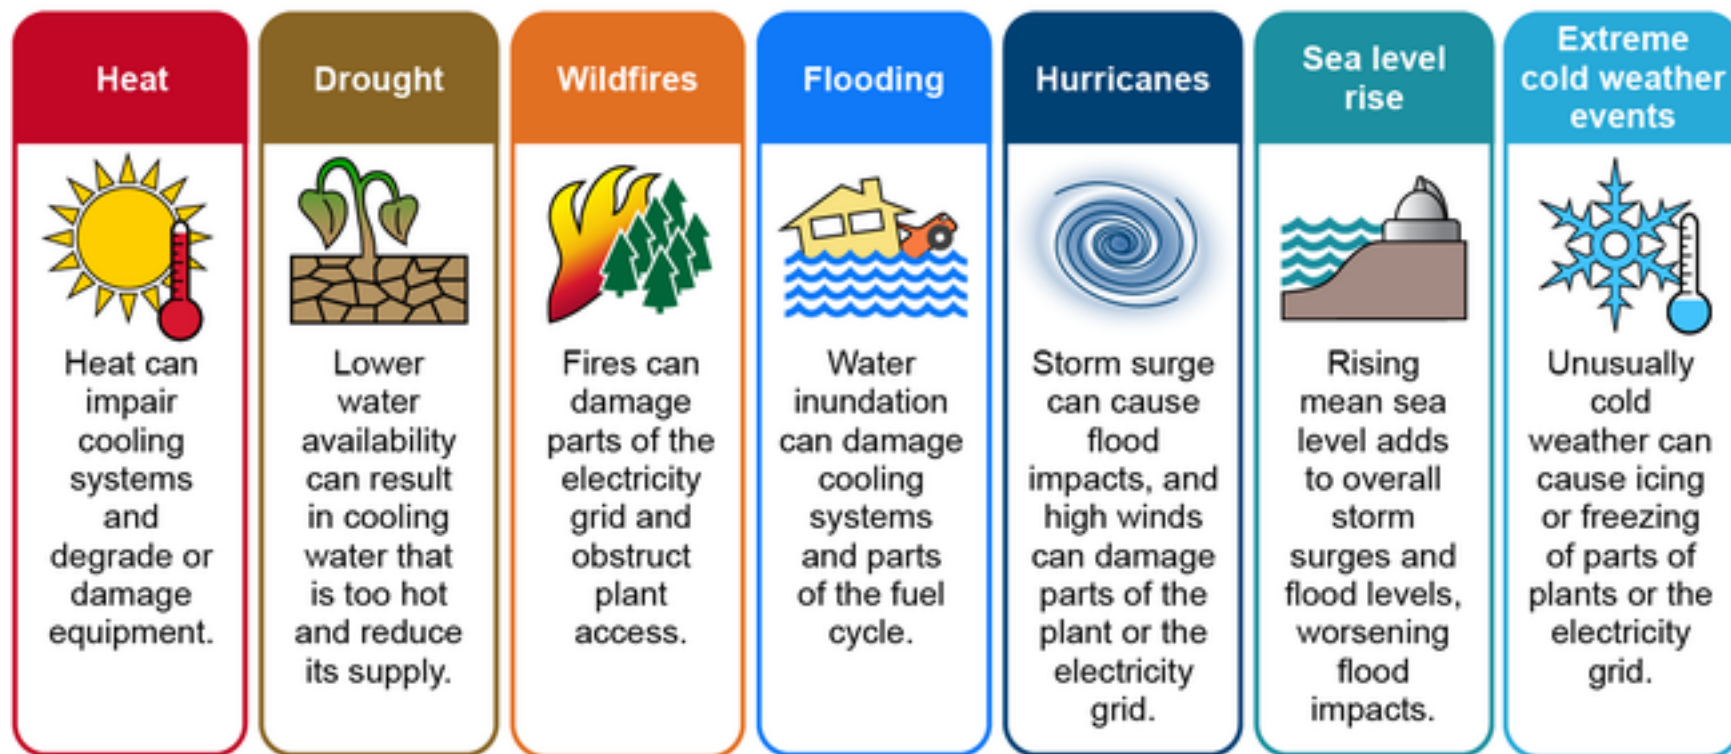 Heat
Heat can
impair
cooling
systems
and
degrade or
damage
equipment.
Drought
Lower
water
availability
can result
in cooling
water that
is too hot
and reduce
its supply.
Wildfires
Fires can
damage
parts of the
electricity
grid and
obstruct
plant
access.
Flooding
Water
inundation
can damage
cooling
systems
and parts
of the fuel
cycle.
Hurricanes
Storm surge
can cause
flood
impacts, and
high winds
can damage
parts of the
plant or the
electricity
grid.
Sea level
rise
Rising
mean sea
level adds
to overall
storm
surges and
flood levels,
worsening
flood
impacts.
Extreme
cold weather
events
Unusually
cold
weather can
cause icing
or freezing
of parts of
plants or the
electricity
grid.